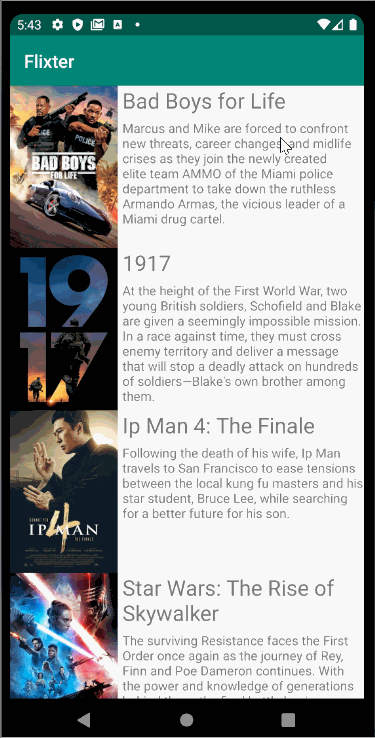 5:43
Flixter
Bad Boys for Life
Marcus and Mike are forced to confront
new threats, career changes, and midlife
crises as they join the newly created
elite team AMMO of the Miami police
department to take down the ruthless
Armando Armas, the vicious leader of a
Miami drug cartel.
POLICE
POLICE
BAD BOYS
FOR LIFE
1917
At the height of the First World War, two
young British soldiers, Schofield and Blake
are given a seemingly impossible mission.
In a race against time, they must cross
enemy territory and deliver a message
that will stop a deadly attack on hundreds
of soldiers—Blake's own brother among
them.
19
17
Ip Man 4: The Finale
Following the death of his wife, Ip Man
travels to San Francisco to ease tensions
between the local kung fu masters and his
star student, Bruce Lee, while searching
for a better future for his son.
IP MAN
4
THE FINALE
Star Wars: The Rise of
Skywalker
The surviving Resistance faces the First
Order once again as the journey of Rey,
Finn and Poe Dameron continues. With
the power and knowledge of generations